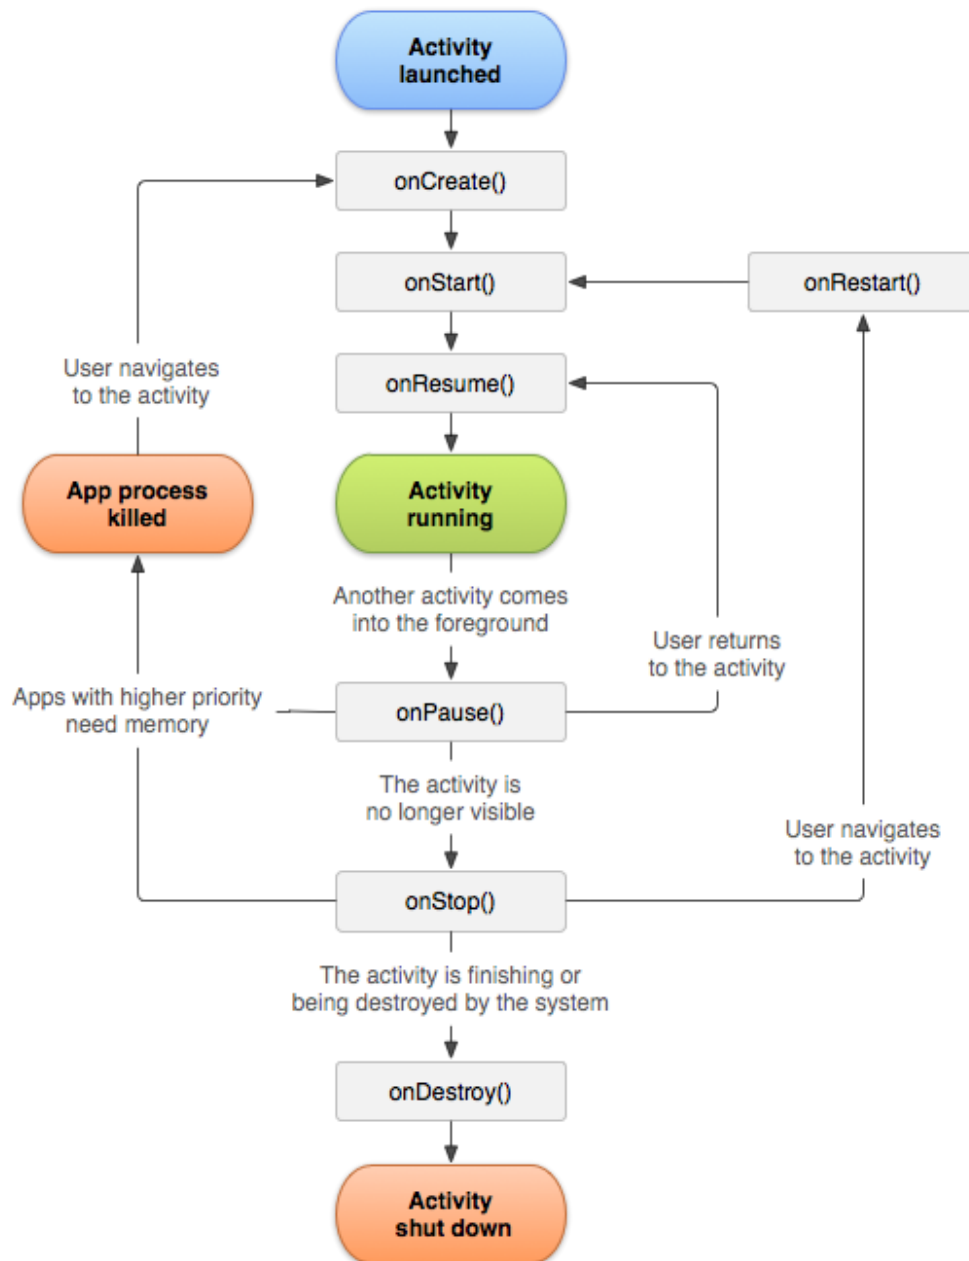 Activity
launched
onCreate()
onStart()
onRestart()
User navigates
to the activity
onResume()
App process
killed
Activity
running
Another activity comes
into the foreground
User returns
to the activity
Apps with higher priority
need memory
onPause()
The activity is
no longer visible
User navigates
to the activity
onStop()
The activity is finishing or
being destroyed by the system
onDestroy()
Activity
shut down